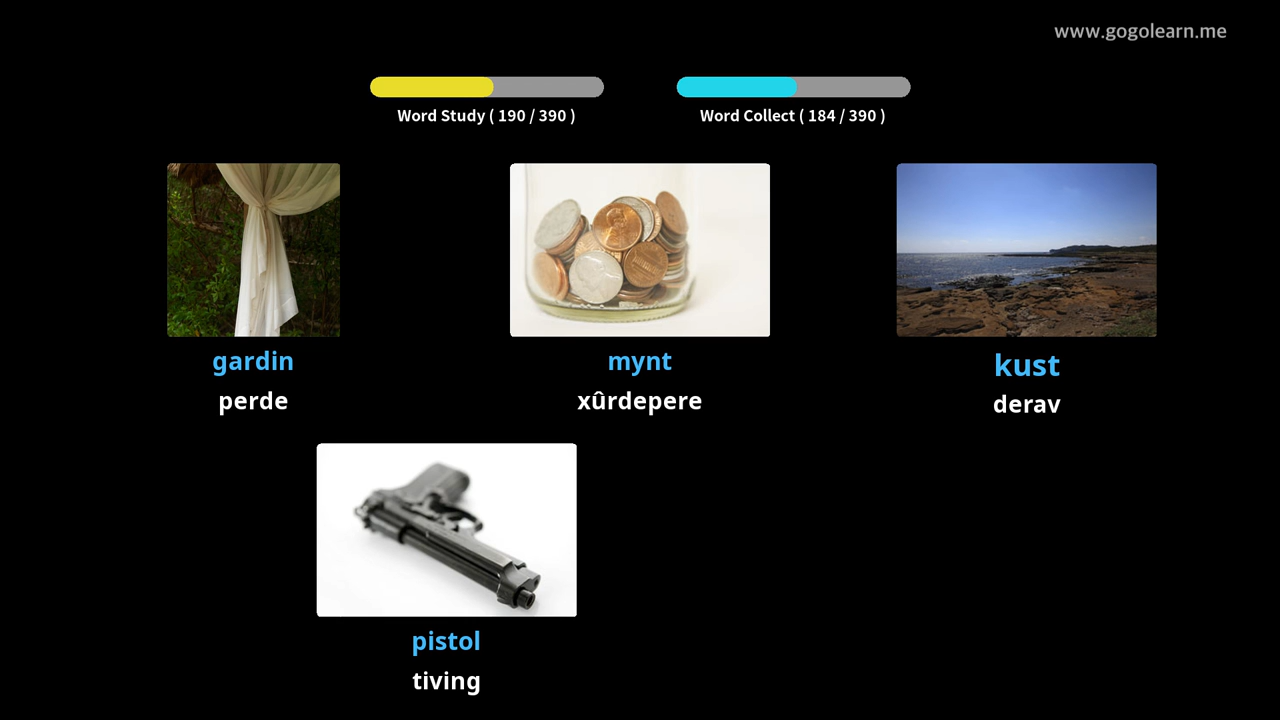 www.gogolearn.me
Word Study ( 190 / 390 )
Word Collect ( 184 / 390 )
gardin
perde
mynt
xûrdepere
kust
derav
pistol
tiving